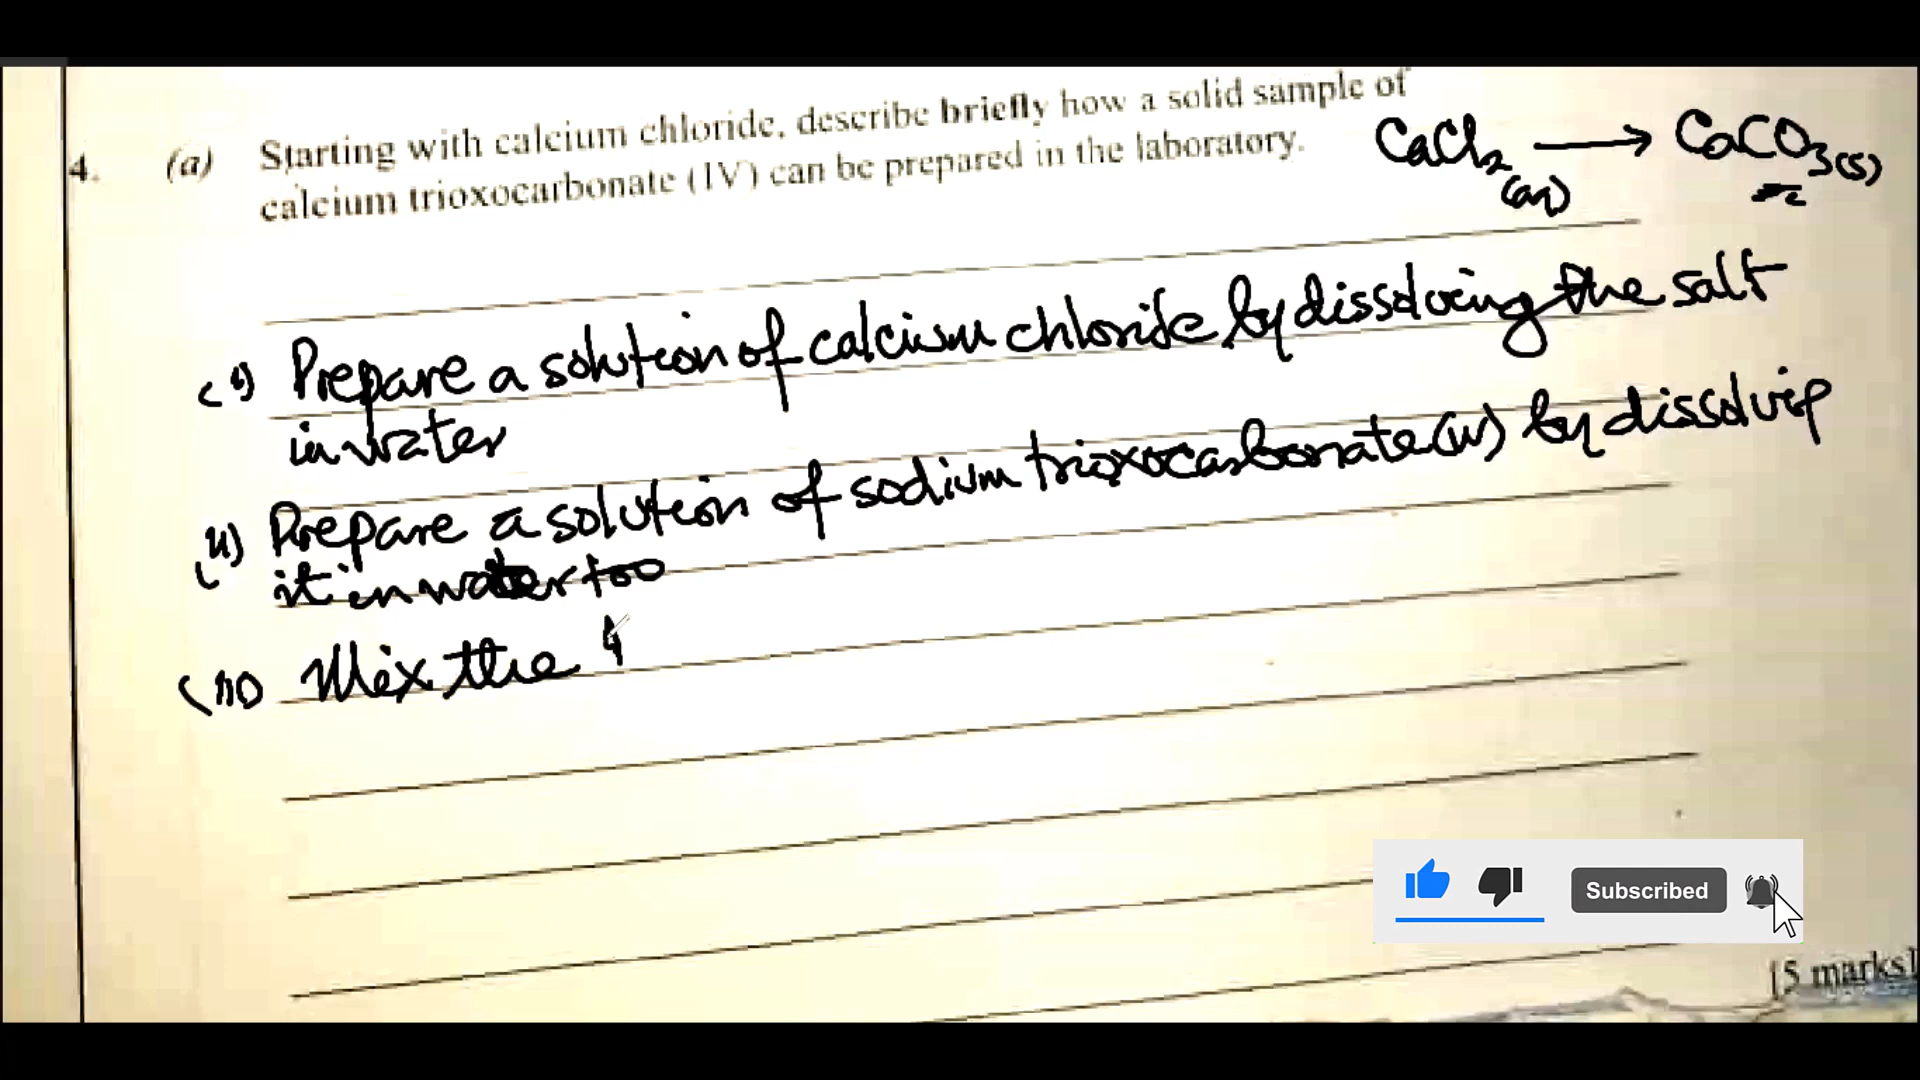 4. (a) Starting with calcium chloride, describe briefly how a solid sample of
calcium trioxocarbonate (IV) can be prepared in the laboratory.
CaCl₂(aq) → CaCO₃(s)
(i) Prepare a solution of calcium chloride by dissolving the salt
in water
(ii) Prepare a solution of sodium trioxocarbonate(IV) by dissolving
it in water too
(iii) Mix the
Subscribed
[5 marks]